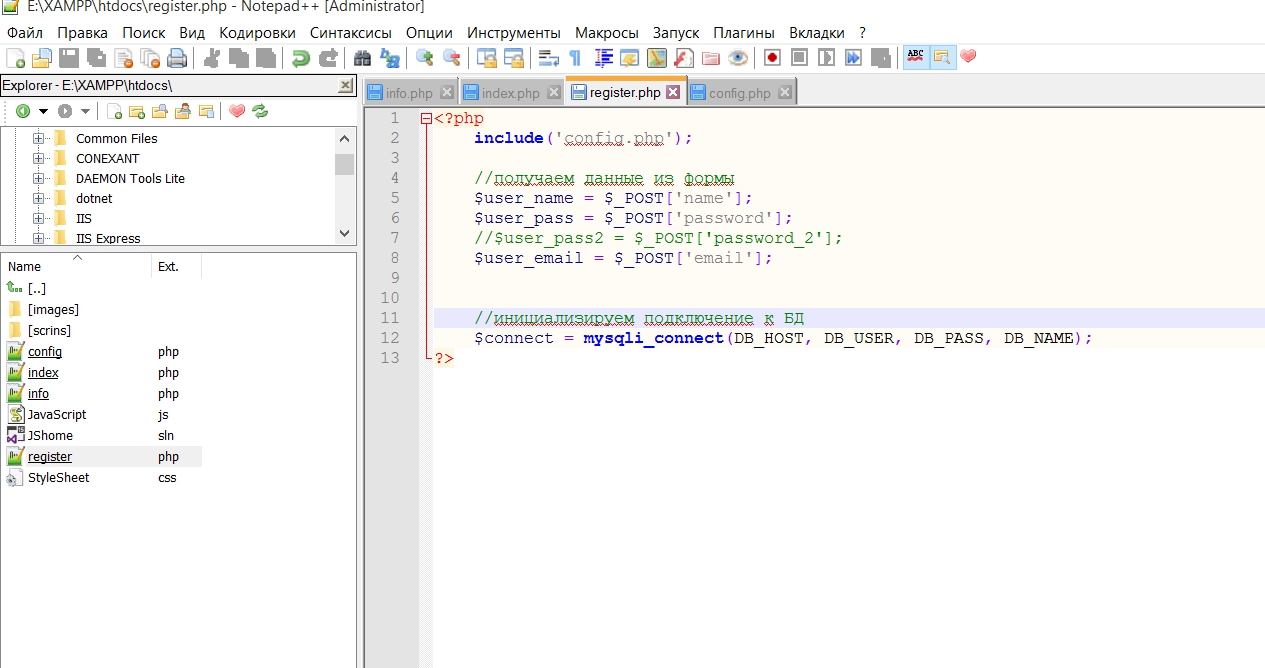 E:\XAMPP\htdocs\register.php - Notepad++ [Administrator]
Файл Правка Поиск Вид Кодировки Синтаксисы Опции Инструменты Макросы Запуск Плагины Вкладки ?
ABC
Explorer - E:\XAMPP\htdocs\
info.php index.php register.php config.php
Common Files
CONEXANT
DAEMON Tools Lite
dotnet
IIS
IIS Express
Name Ext.
[..]
[images]
[scrins]
config php
index php
info php
JavaScript js
JShome sln
register php
StyleSheet css
1 <?php
2 include('config.php');
3
4 //получаем данные из формы
5 $user_name = $_POST['name'];
6 $user_pass = $_POST['password'];
7 //$user_pass2 = $_POST['password_2'];
8 $user_email = $_POST['email'];
9
10
11 //инициализируем подключение к БД
12 $connect = mysqli_connect(DB_HOST, DB_USER, DB_PASS, DB_NAME);
13 ?>